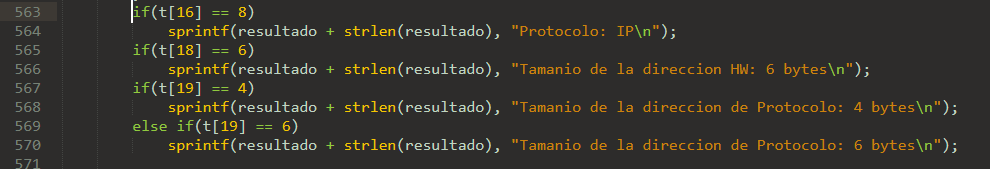 563 if(t[16] == 8)
564 sprintf(resultado + strlen(resultado), "Protocolo: IP\n");
565 if(t[18] == 6)
566 sprintf(resultado + strlen(resultado), "Tamanio de la direccion HW: 6 bytes\n");
567 if(t[19] == 4)
568 sprintf(resultado + strlen(resultado), "Tamanio de la direccion de Protocolo: 4 bytes\n");
569 else if(t[19] == 6)
570 sprintf(resultado + strlen(resultado), "Tamanio de la direccion de Protocolo: 6 bytes\n");
571